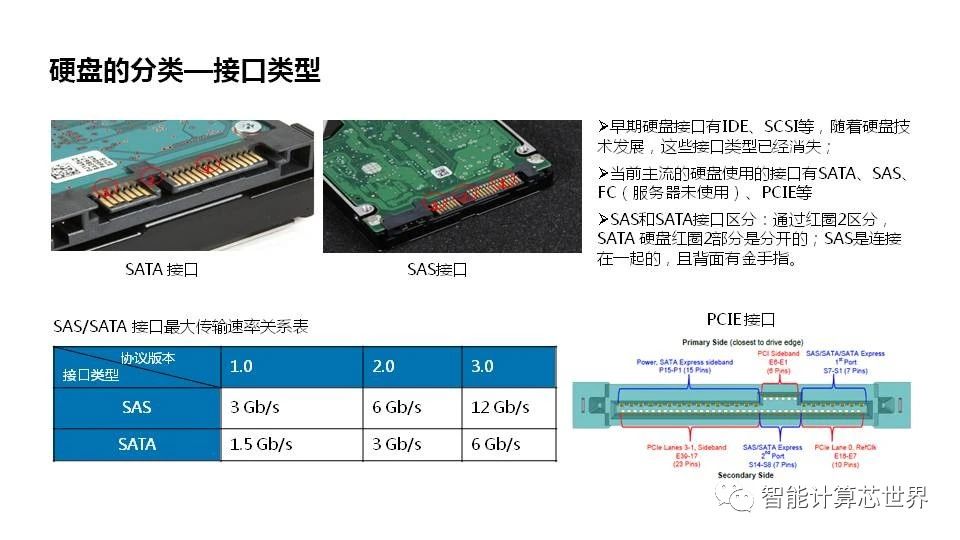 硬盘的分类—接口类型
➢早期硬盘接口有IDE、SCSI等，随着硬盘技
术发展，这些接口类型已经消失；
➢当前主流的硬盘使用的接口有SATA、SAS、
FC（服务器未使用）、PCIE等
➢SAS和SATA接口区分：通过红圈2区分，
SATA 硬盘红圈2部分是分开的；SAS是连接
在一起的，且背面有金手指。
SATA 接口
SAS接口
SAS/SATA 接口最大传输速率关系表
协议版本
接口类型
1.0
2.0
3.0
SAS
3 Gb/s
6 Gb/s
12 Gb/s
SATA
1.5 Gb/s
3 Gb/s
6 Gb/s
PCIE接口
Primary Side (closest to drive edge)
Power, SATA Express sideband
P15-P1 (15 Pins)
PCI Sideband
E6-E1
(6 Pins)
SAS/SATA/SATA Express
1st Port
S7-S1 (7 Pins)
PCIe Lanes 3-1, Sideband
E39-17
(23 Pins)
SAS/SATA Express
2nd Port
S14-S8 (7 Pins)
PCIe Lane 0, RefClk
E16-E7
(10 Pins)
Secondary Side
智能计算芯世界